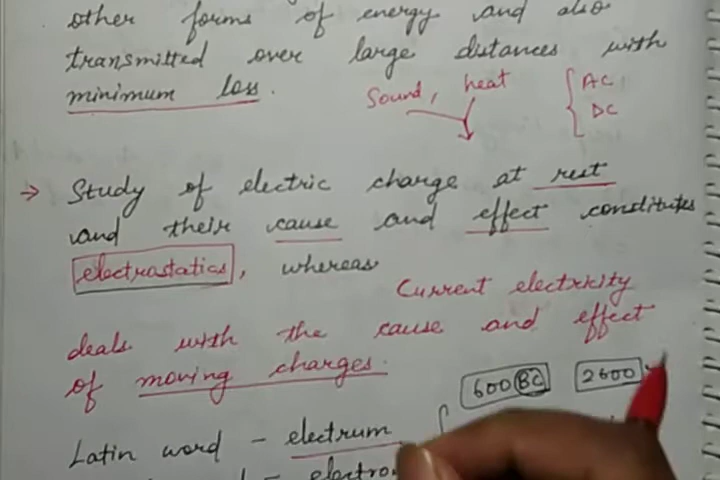 other forms of energy and also
transmitted over large distances with
minimum loss.
Sound, heat
AC
DC
→ Study of electric charge at rest
and their cause and effect constitutes
electrostatics, whereas
Current electricity
deals with the cause and effect
of moving charges.
600 BC 2600
Latin word - electrum
- electro